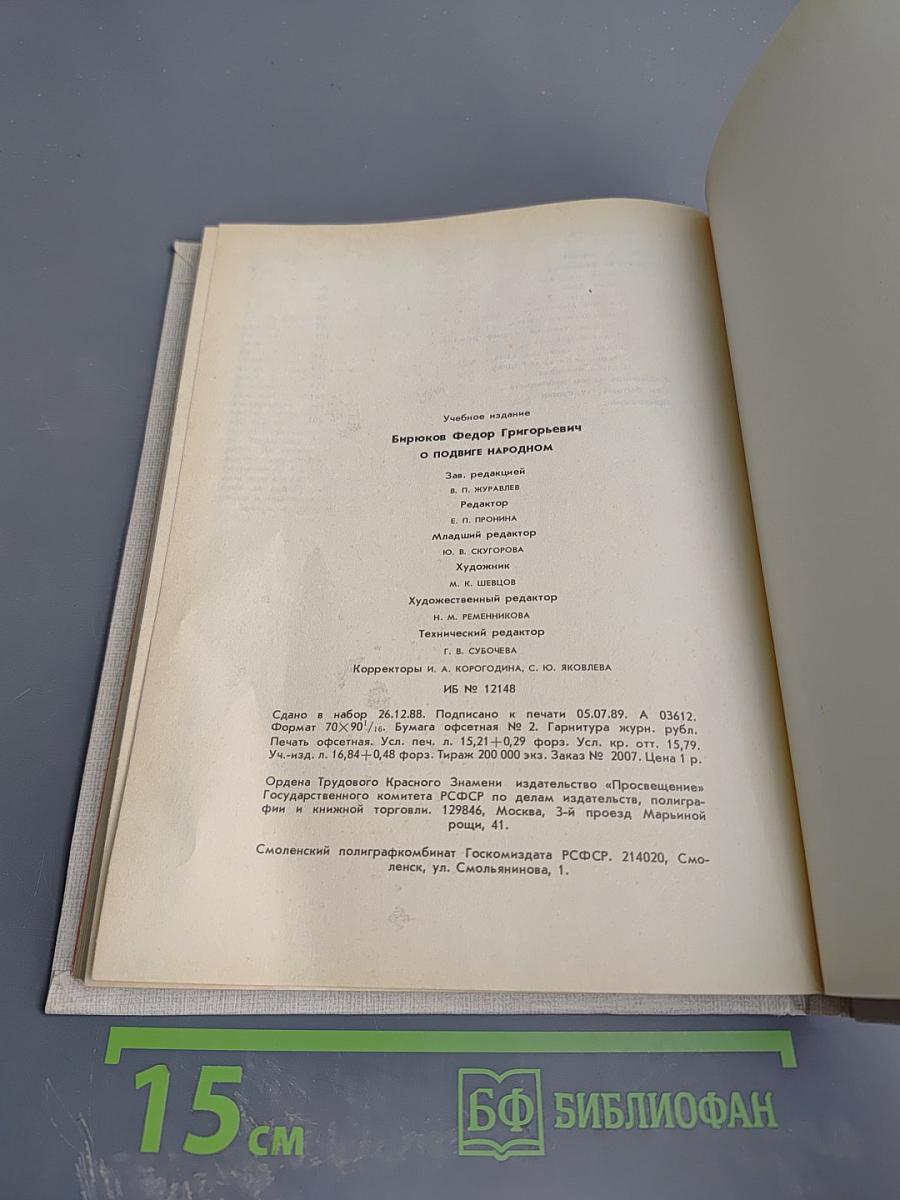 Учебное издание
Бирюков Федор Григорьевич
О ПОДВИГЕ НАРОДНОМ
Зав. редакцией
В. П. ЖУРАВЛЕВ
Редактор
Е. П. ПРОНИНА
Младший редактор
Ю. В. СКУГОРОВА
Художник
М. К. ШЕВЦОВ
Художественный редактор
Н. М. РЕМЕННИКОВА
Технический редактор
Г. В. СУБОЧЕВА
Корректоры И. А. КОРОГОДИНА, С. Ю. ЯКОВЛЕВА
ИБ № 12148
Сдано в набор 26.12.88. Подписано к печати 05.07.89. А 03612.
Формат 70×90¹/₁₆. Бумага офсетная № 2. Гарнитура журн. рубл.
Печать офсетная. Усл. печ. л. 15,21+0,29 форз. Усл. кр. отт. 15,79.
Уч.-изд. л. 16,84+0,48 форз. Тираж 200 000 экз. Заказ № 2007. Цена 1 р.
Ордена Трудового Красного Знамени издательство «Просвещение»
Государственного комитета РСФСР по делам издательств, полигра-
фии и книжной торговли. 129846, Москва, 3-й проезд Марьиной
рощи, 41.
Смоленский полиграфкомбинат Госкомиздата РСФСР. 214020, Смо-
ленск, ул. Смольянинова, 1.
15 см
БФ БИБЛИОФАН